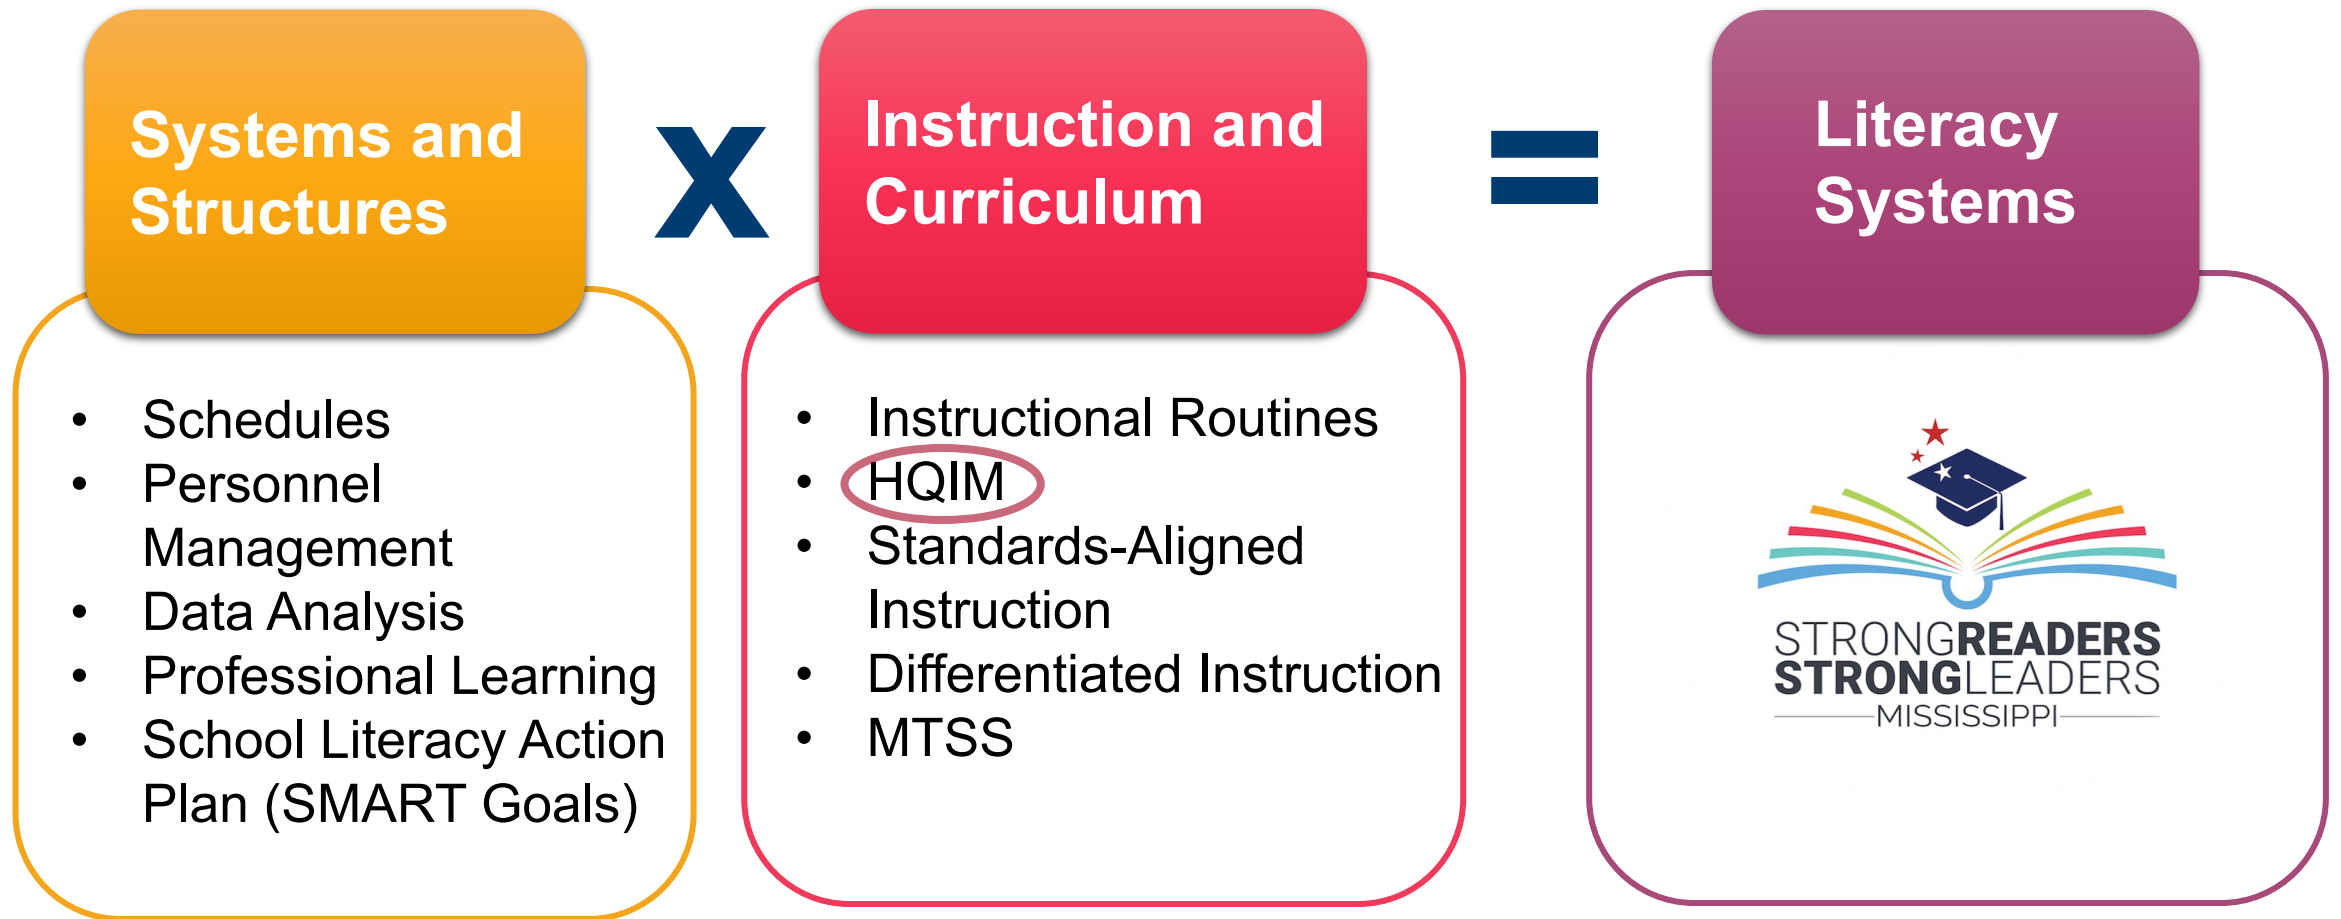 Systems and
Structures
• Schedules
• Personnel
Management
• Data Analysis
• Professional Learning
• School Literacy Action
Plan (SMART Goals)
x
Instruction and
Curriculum
• Instructional Routines
• HQIM
• Standards-Aligned
Instruction
• Differentiated Instruction
• MTSS
=
Literacy
Systems
STRONGREADERS
STRONGLEADERS
MISSISSIPPI